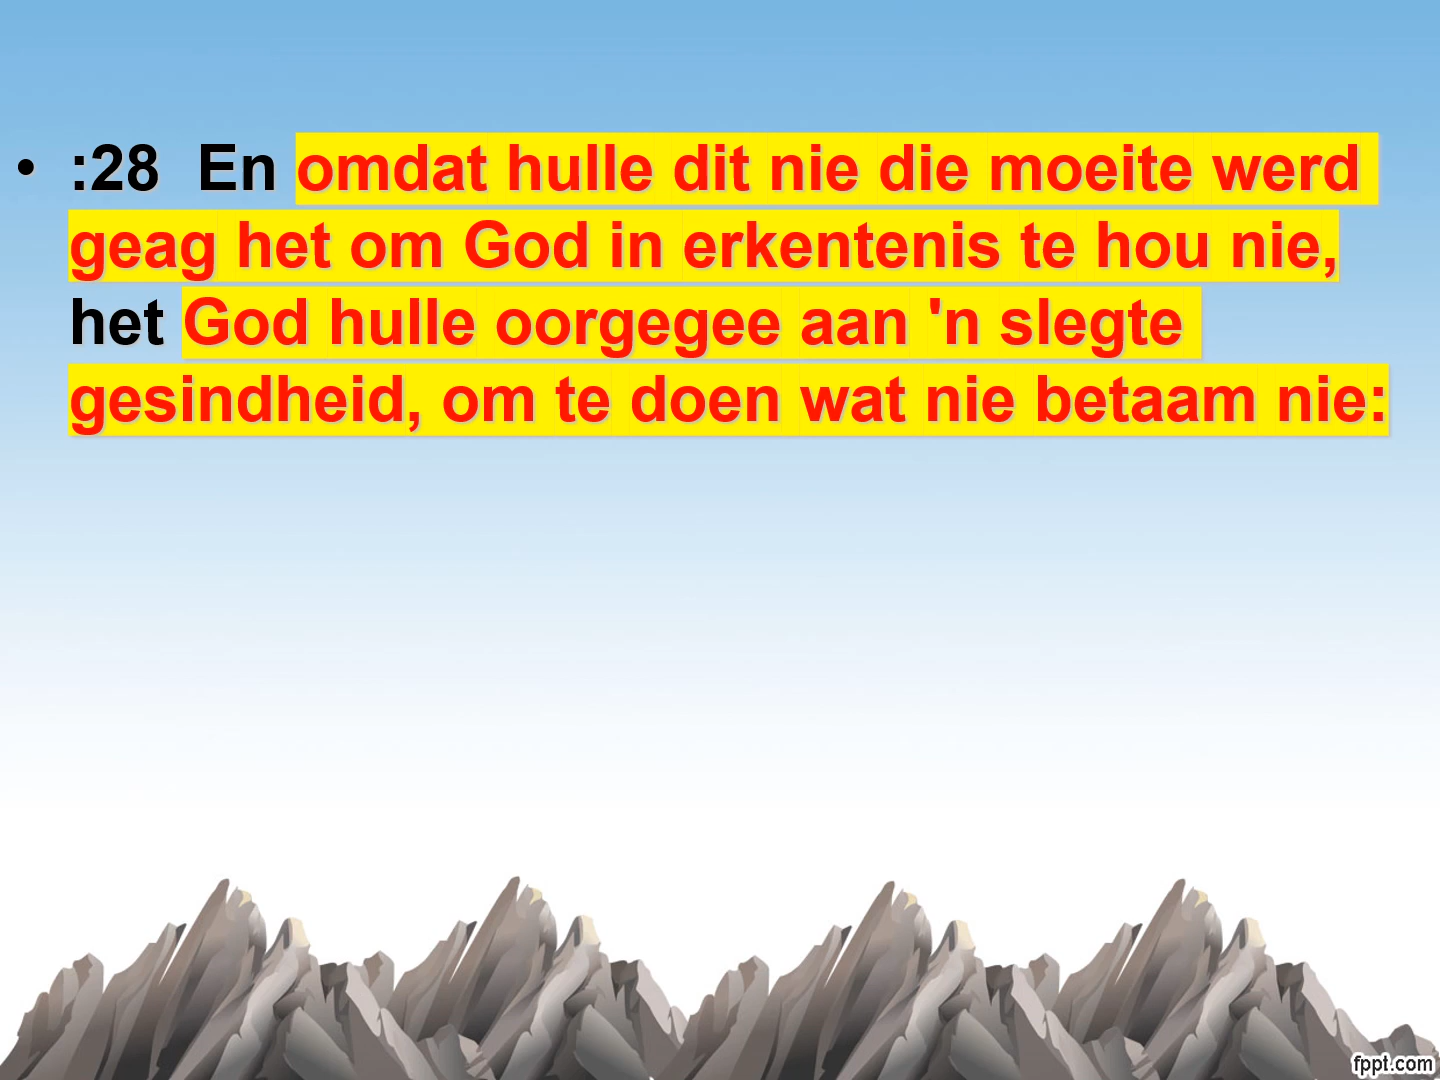 • :28 En omdat hulle dit nie die moeite werd
geag het om God in erkentenis te hou nie,
het God hulle oorgegee aan 'n slegte
gesindheid, om te doen wat nie betaam nie:
fppt.com